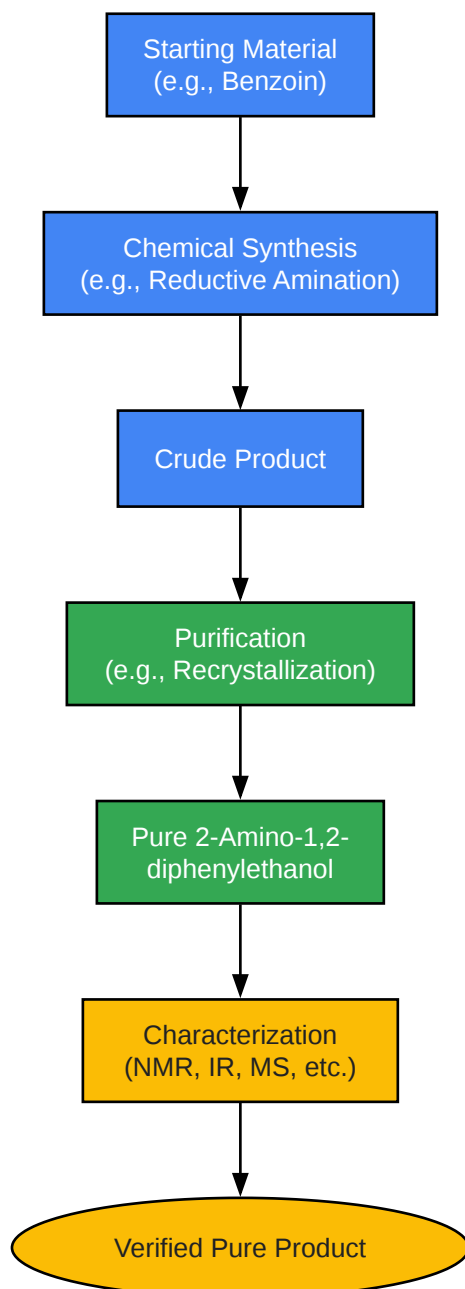 Starting Material
(e.g., Benzoin)
Chemical Synthesis
(e.g., Reductive Amination)
Crude Product
Purification
(e.g., Recrystallization)
Pure 2-Amino-1,2-
diphenylethanol
Characterization
(NMR, IR, MS, etc.)
Verified Pure Product